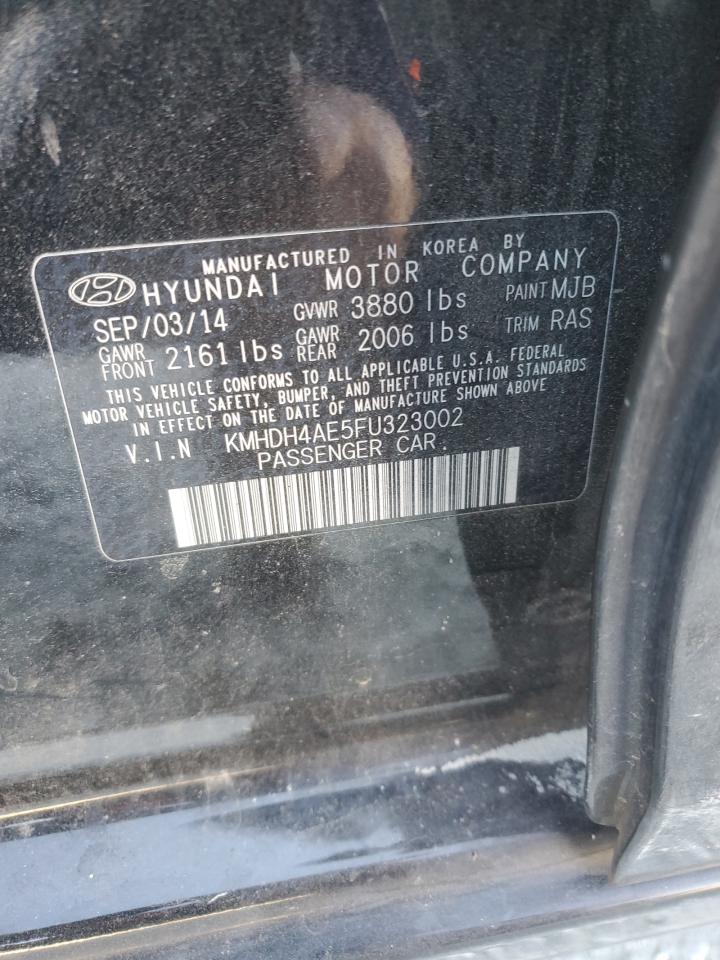 MANUFACTURED IN KOREA BY
HYUNDAI MOTOR COMPANY
SEP/03/14 GVWR 3880 lbs PAINT MJB
GAWR FRONT 2161 lbs GAWR REAR 2006 lbs TRIM RAS
THIS VEHICLE CONFORMS TO ALL APPLICABLE U.S.A. FEDERAL
MOTOR VEHICLE SAFETY, BUMPER, AND THEFT PREVENTION STANDARDS
IN EFFECT ON THE DATE OF MANUFACTURE SHOWN ABOVE
V.I.N KMHDH4AE5FU323002
PASSENGER CAR.